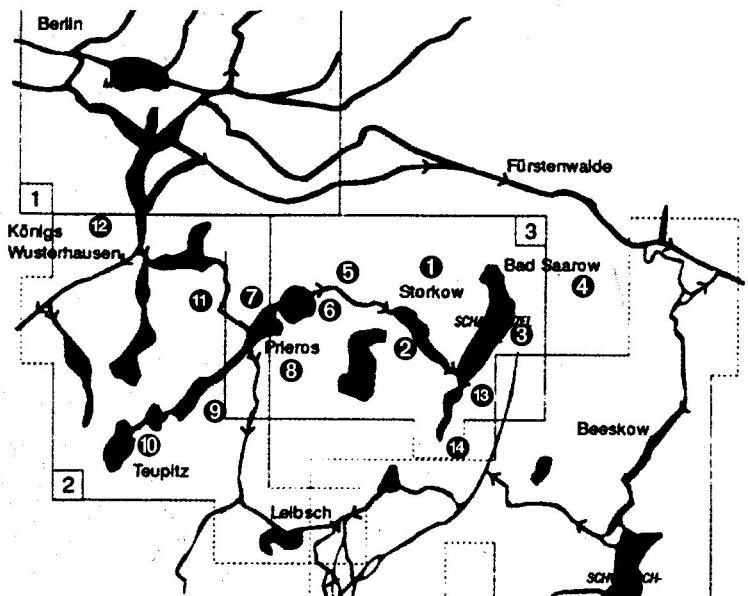 Berlin
Fürstenwalde
1
12
Königs
Wusterhausen
3
1
5
Bad Saarow
4
Storkow
11
7
6
3
Prieros
2
8
13
9
Beeskow
10
14
Teupitz
2
Leibsch